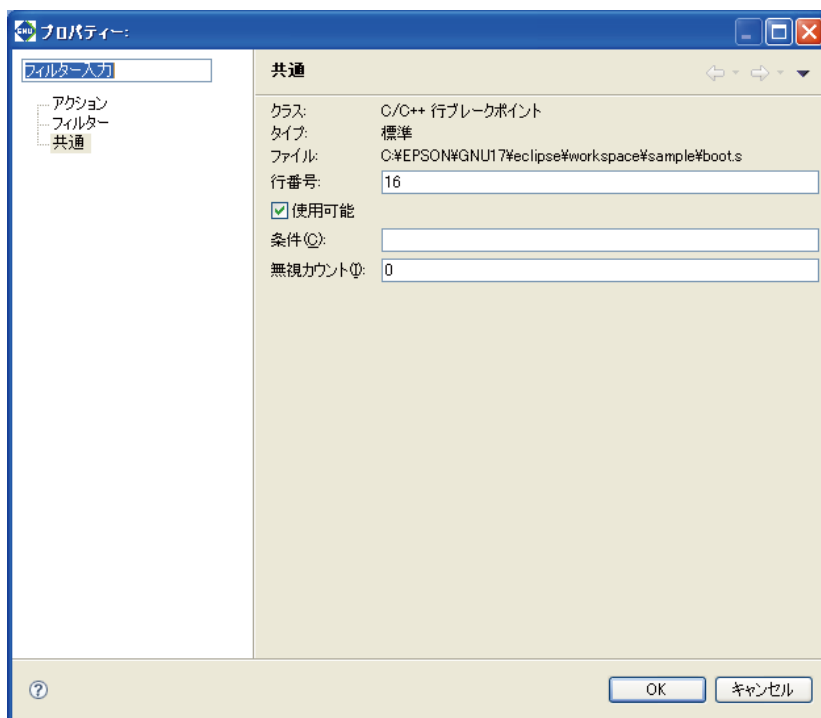 プロパティー:
フィルター入力
アクション
フィルター
共通
共通
クラス: C/C++ 行ブレークポイント
タイプ: 標準
ファイル: C:¥EPSON¥GNU17¥eclipse¥workspace¥sample¥boot.s
行番号: 16
使用可能
条件(C):
無視カウント(I): 0
OK キャンセル